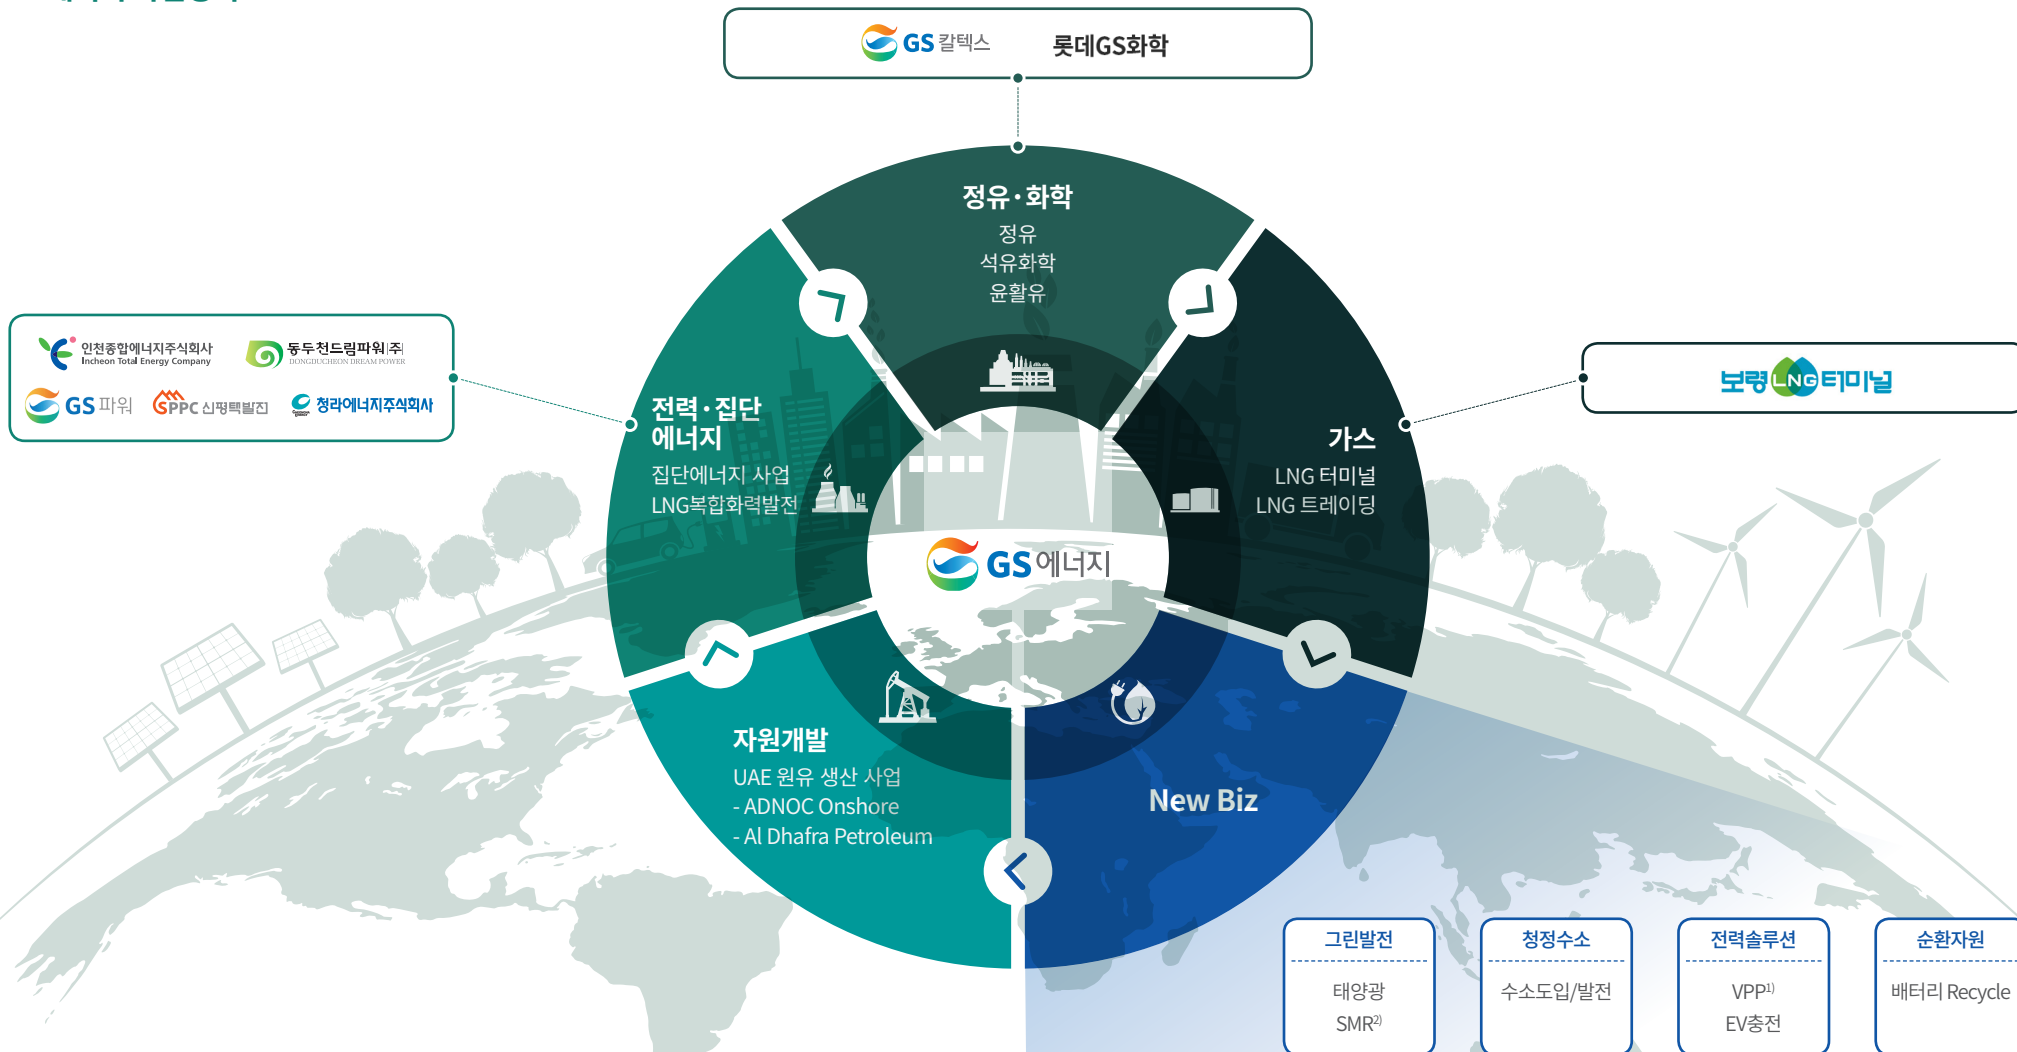 GS 칼텍스 롯데GS화학
정유·화학
정유
석유화학
윤활유
인천종합에너지주식회사
Incheon Total Energy Company
동두천드림파워(주)
DONGDUCHEON DREAM POWER
GS 파워
GPPC 신평택발전
청라에너지주식회사
전력·집단
에너지
집단에너지 사업
LNG복합화력발전
가스
LNG 터미널
LNG 트레이딩
보령LNG터미널
GS에너지
자원개발
UAE 원유 생산 사업
- ADNOC Onshore
- Al Dhafra Petroleum
New Biz
그린발전
태양광
SMR2)
청정수소
수소도입/발전
전력솔루션
VPP1)
EV충전
순환자원
배터리 Recycle